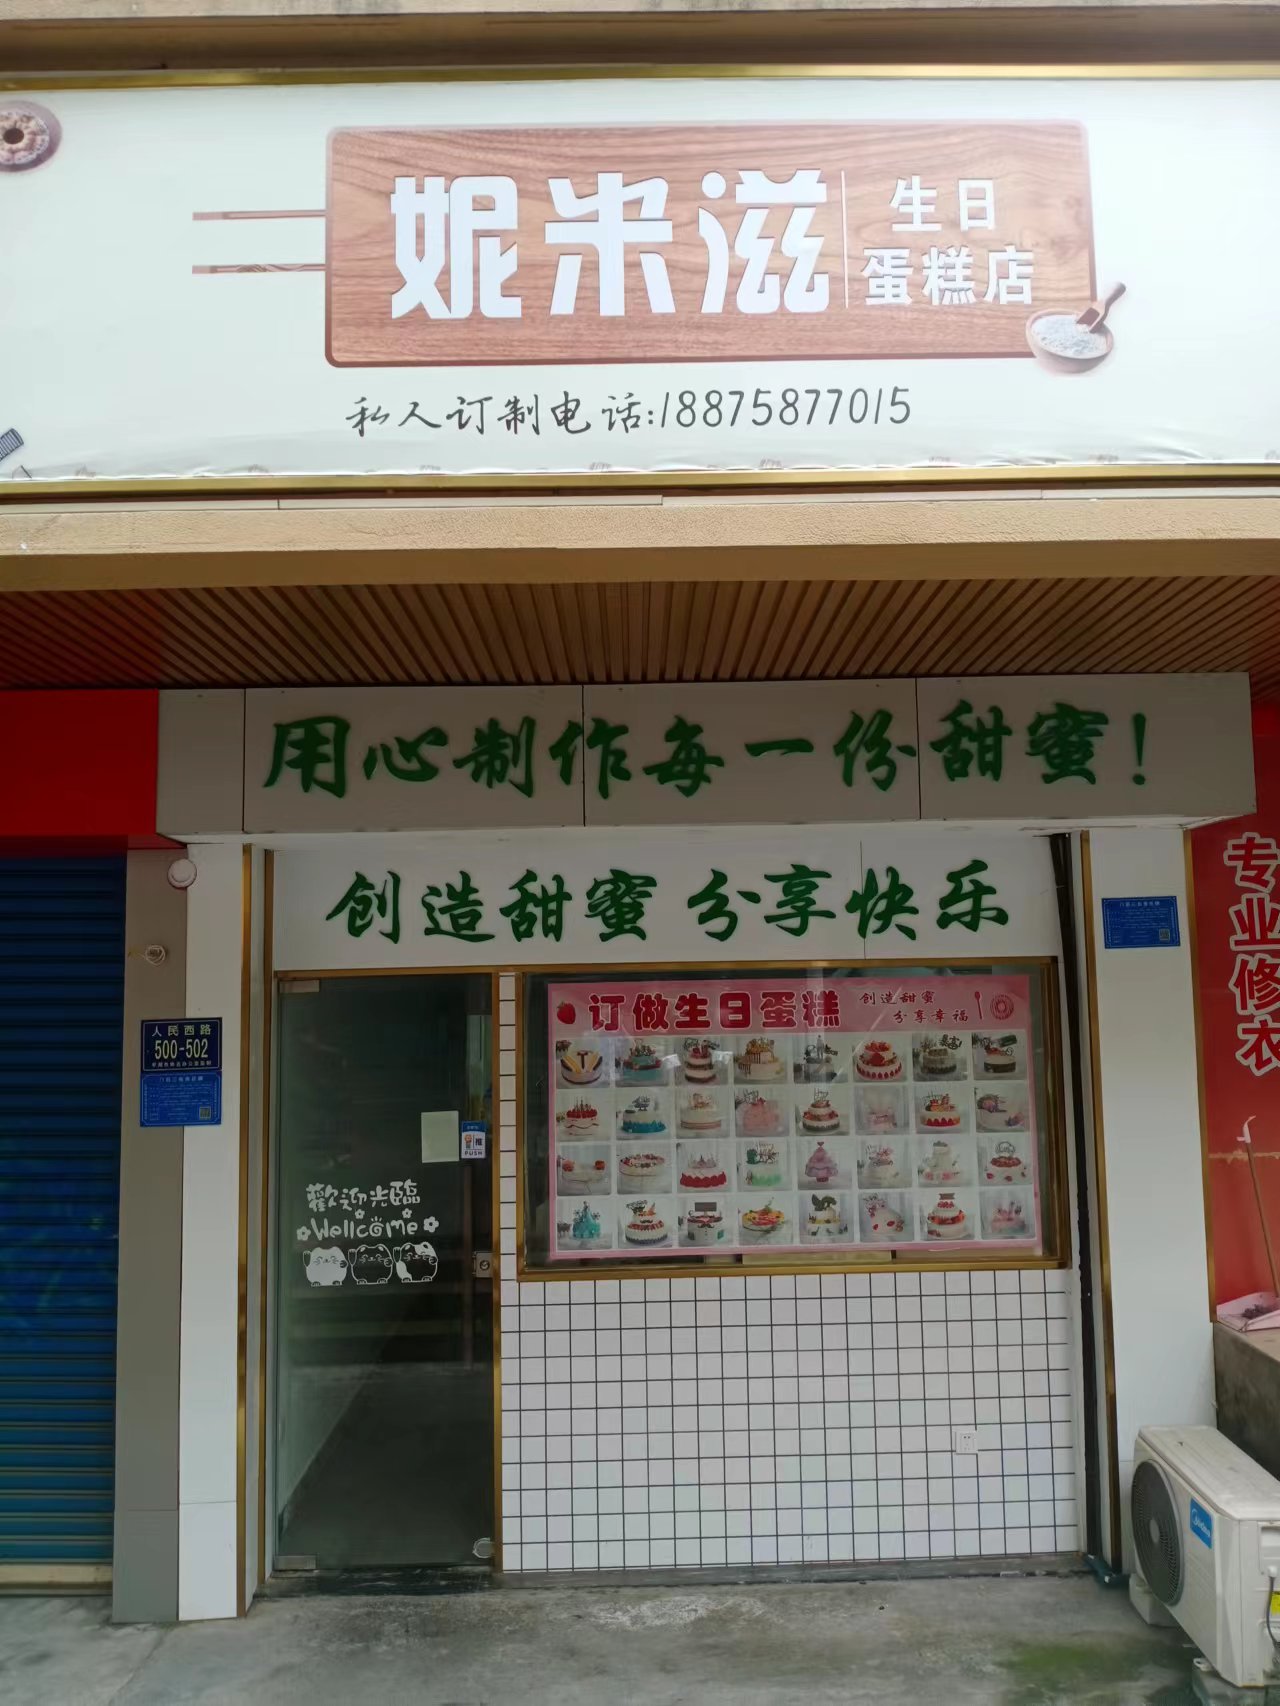 妮米滋
生日
蛋糕店
私人订制电话:18875877015
用心制作每一份甜蜜!
创造甜蜜 分享快乐
订做生日蛋糕
创造甜蜜
分享幸福
人民西路
500-502
推
PUSH
歡迎光臨
Wellcome
专业修衣
Midea